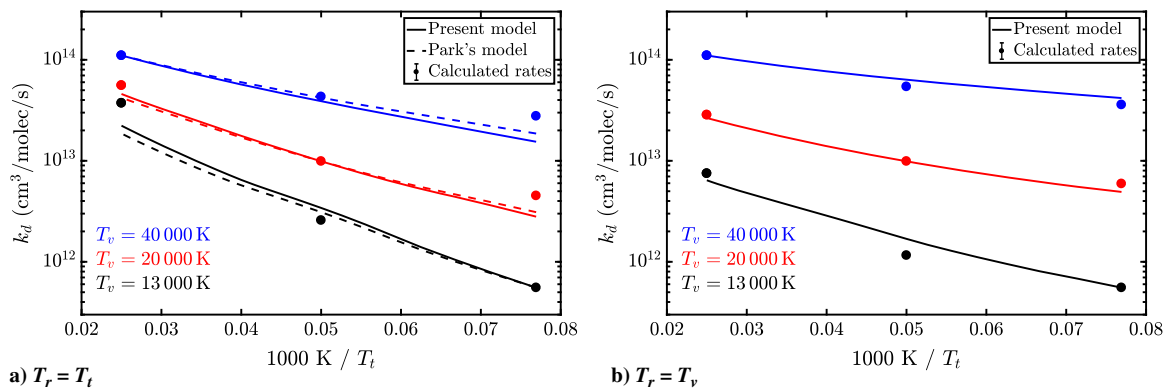 Present model
Park's model
Calculated rates
10^14
10^13
10^12
k_d (cm^3/molec/s)
T_v = 40 000 K
T_v = 20 000 K
T_v = 13 000 K
0.02 0.03 0.04 0.05 0.06 0.07 0.08
1000 K / T_t
a) T_r = T_t
Present model
Calculated rates
10^14
10^13
10^12
k_d (cm^3/molec/s)
T_v = 40 000 K
T_v = 20 000 K
T_v = 13 000 K
0.02 0.03 0.04 0.05 0.06 0.07 0.08
1000 K / T_t
b) T_r = T_v